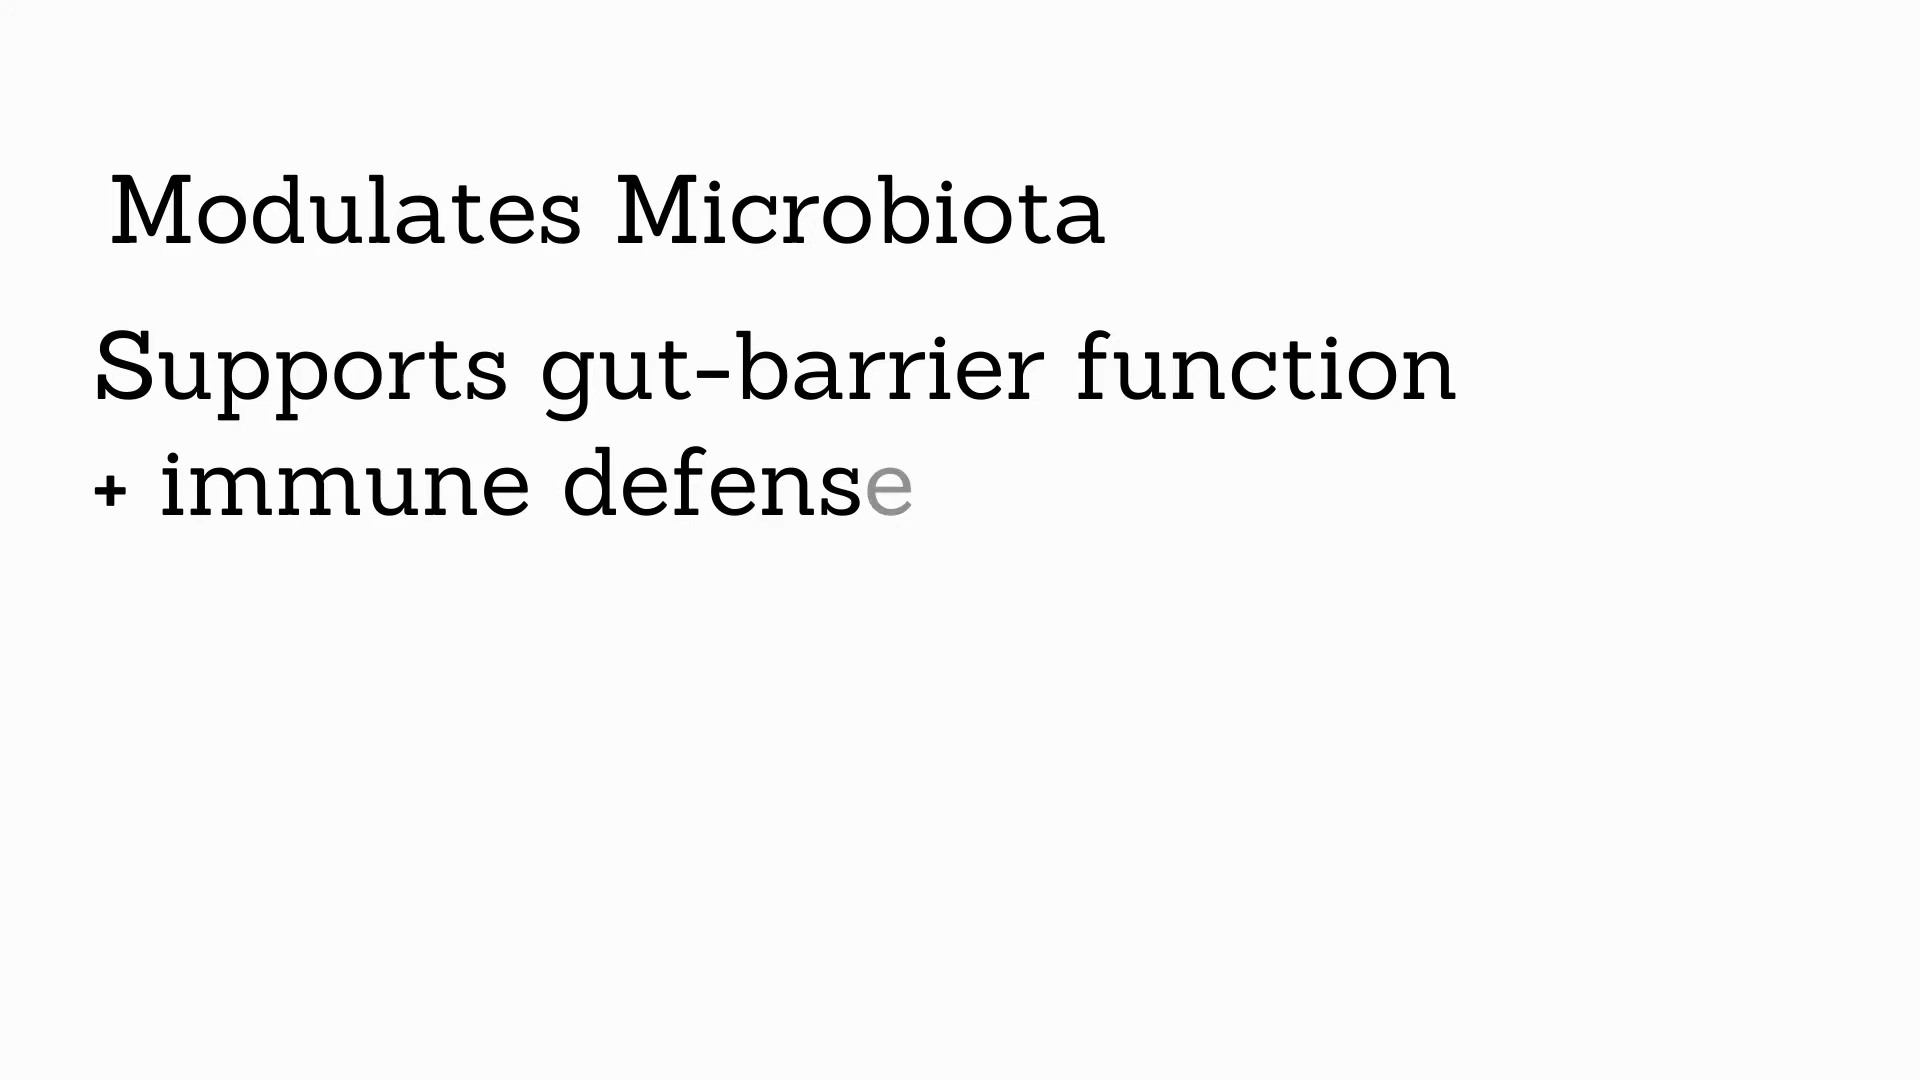 Modulates Microbiota
Supports gut-barrier function
+ immune defense